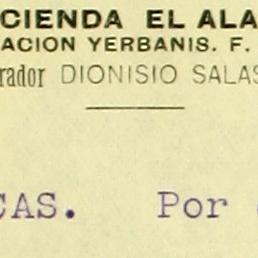 CIENDA EL ALA
ACION YERBANIS. F.
rador DIONISIO SALAS
CAS. Por